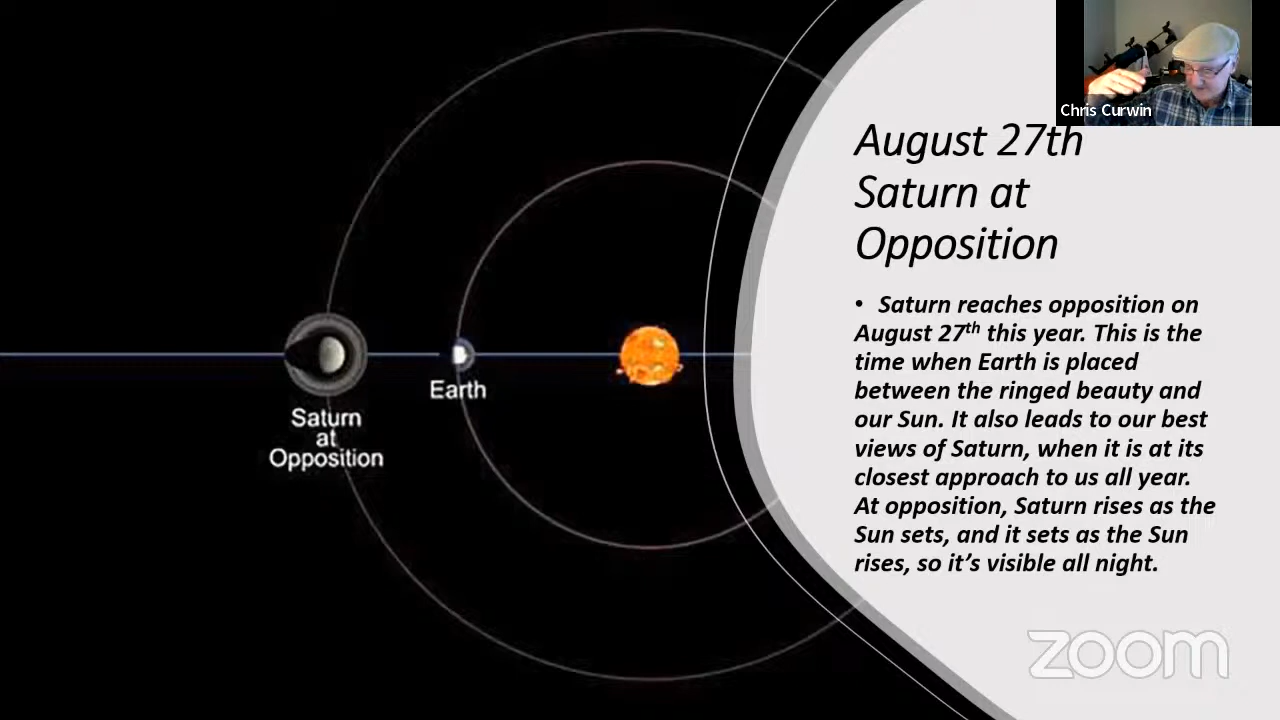 Chris Curwin
August 27th
Saturn at
Opposition
• Saturn reaches opposition on
August 27th this year. This is the
time when Earth is placed
between the ringed beauty and
our Sun. It also leads to our best
views of Saturn, when it is at its
closest approach to us all year.
At opposition, Saturn rises as the
Sun sets, and it sets as the Sun
rises, so it’s visible all night.
Earth
Saturn
at
Opposition
zoom